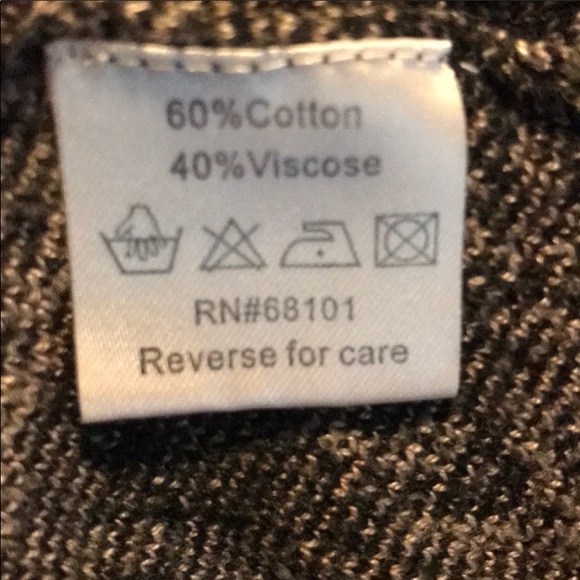 60%Cotton
40%Viscose
RN#68101
Reverse for care